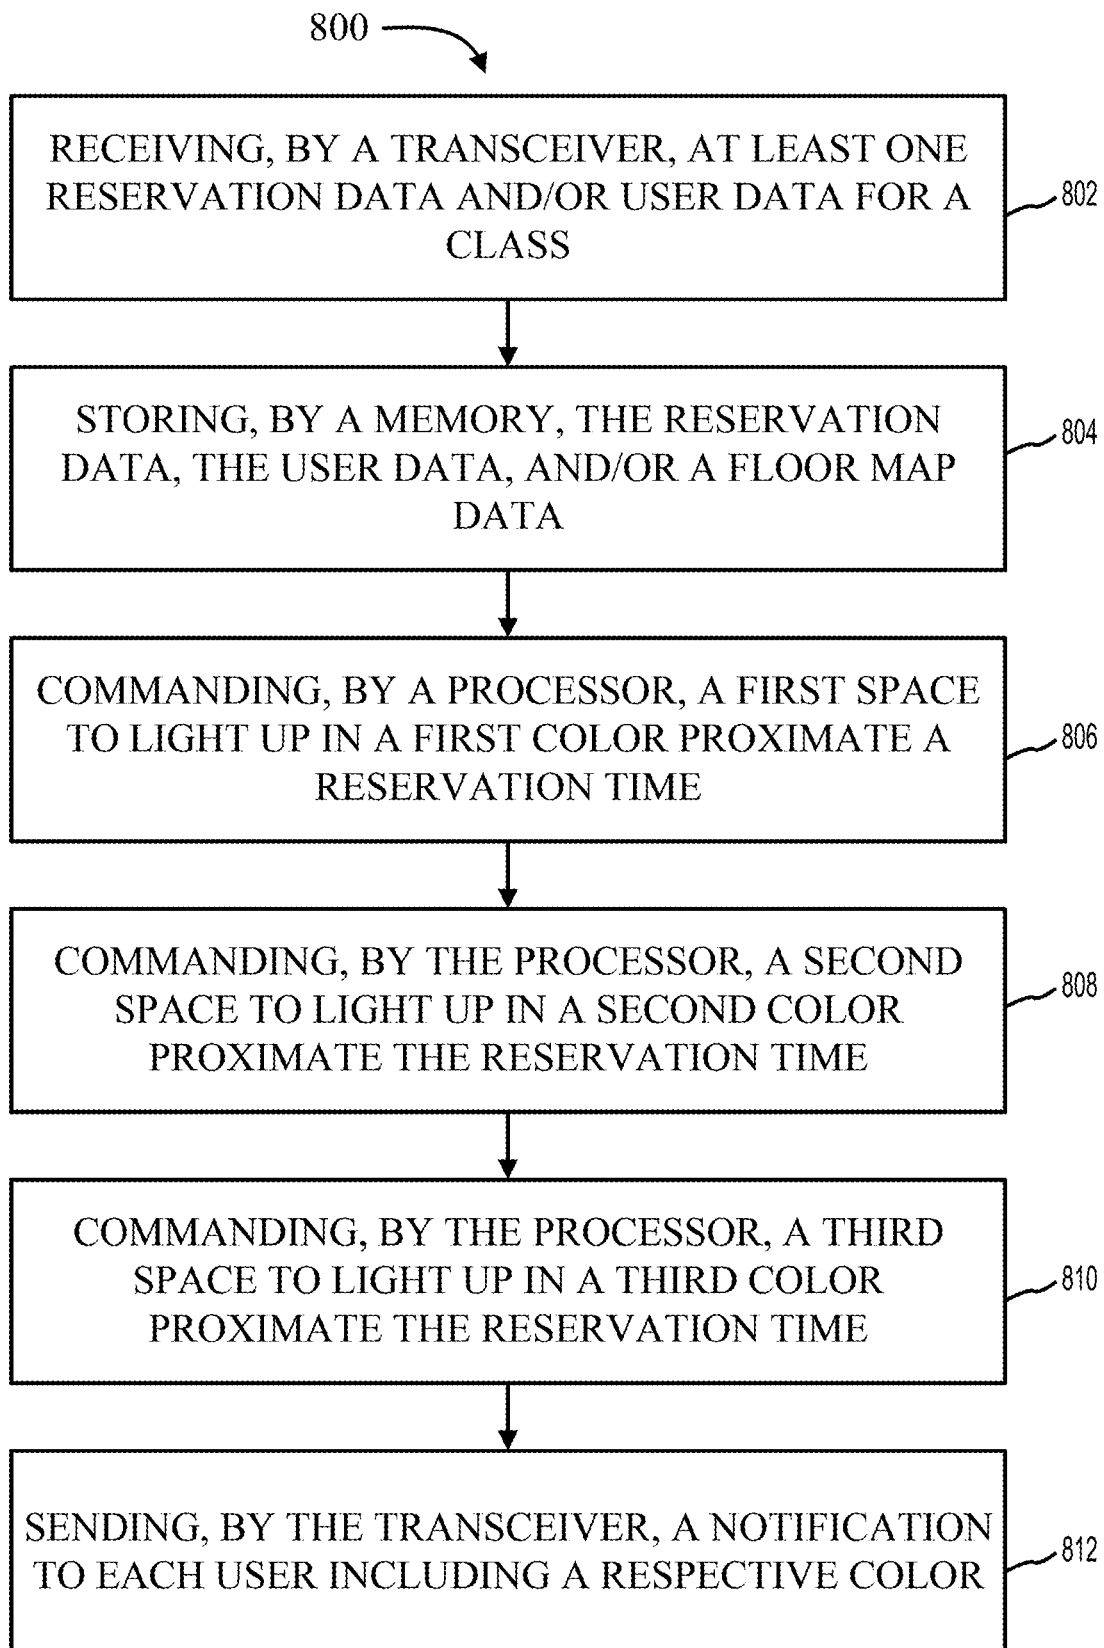 800
RECEIVING, BY A TRANSCEIVER, AT LEAST ONE
RESERVATION DATA AND/OR USER DATA FOR A
CLASS
802
STORING, BY A MEMORY, THE RESERVATION
DATA, THE USER DATA, AND/OR A FLOOR MAP
DATA
804
COMMANDING, BY A PROCESSOR, A FIRST SPACE
TO LIGHT UP IN A FIRST COLOR PROXIMATE A
RESERVATION TIME
806
COMMANDING, BY THE PROCESSOR, A SECOND
SPACE TO LIGHT UP IN A SECOND COLOR
PROXIMATE THE RESERVATION TIME
808
COMMANDING, BY THE PROCESSOR, A THIRD
SPACE TO LIGHT UP IN A THIRD COLOR
PROXIMATE THE RESERVATION TIME
810
SENDING, BY THE TRANSCEIVER, A NOTIFICATION
TO EACH USER INCLUDING A RESPECTIVE COLOR
812